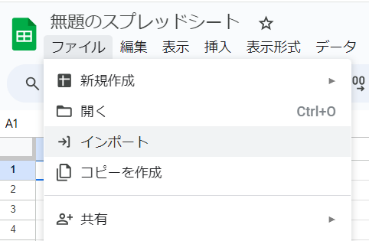 無題のスプレッドシート
ファイル 編集 表示 挿入 表示形式 データ
新規作成
開く Ctrl+O
00
A1
インポート
1
コピーを作成
2
3
共有
4